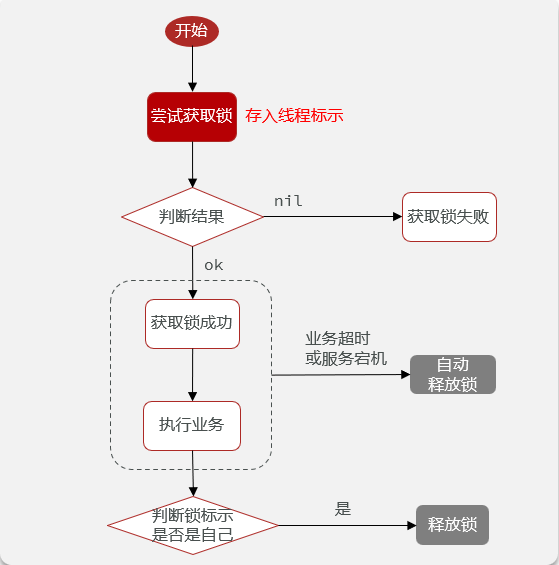 开始
尝试获取锁
存入线程标示
判断结果
nil
获取锁失败
ok
获取锁成功
业务超时
或服务宕机
自动
释放锁
执行业务
判断锁标示
是否是自己
是
释放锁